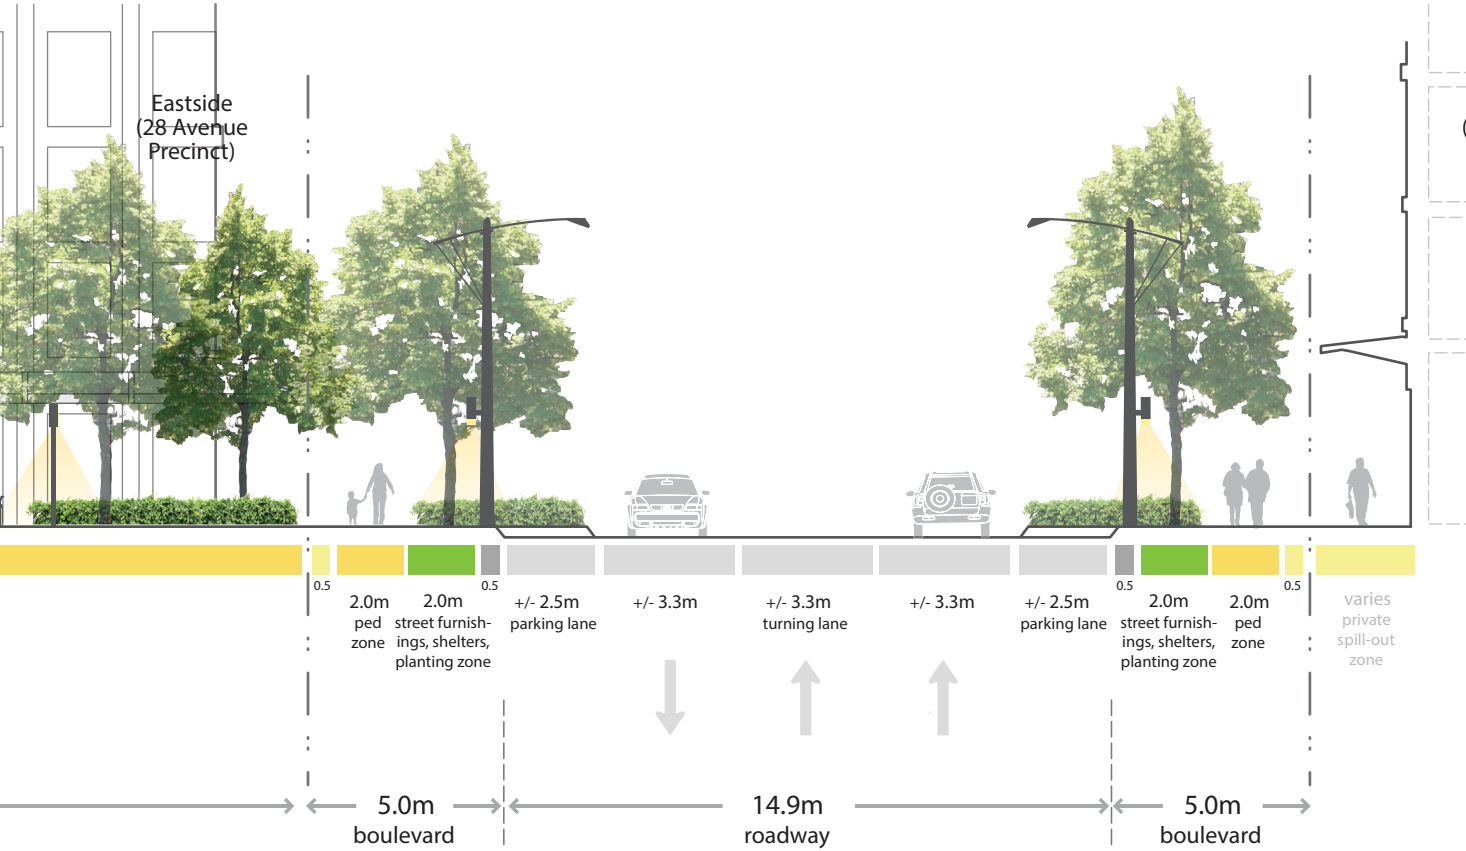 Eastside
(28 Avenue
Precinct)
(
0.5
2.0m
ped
zone
2.0m
street furnish-
ings, shelters,
planting zone
0.5
+/- 2.5m
parking lane
+/- 3.3m
+/- 3.3m
turning lane
+/- 3.3m
+/- 2.5m
parking lane
0.5
2.0m
street furnish-
ings, shelters,
planting zone
2.0m
ped
zone
0.5
varies
private
spill-out
zone
5.0m
boulevard
14.9m
roadway
5.0m
boulevard